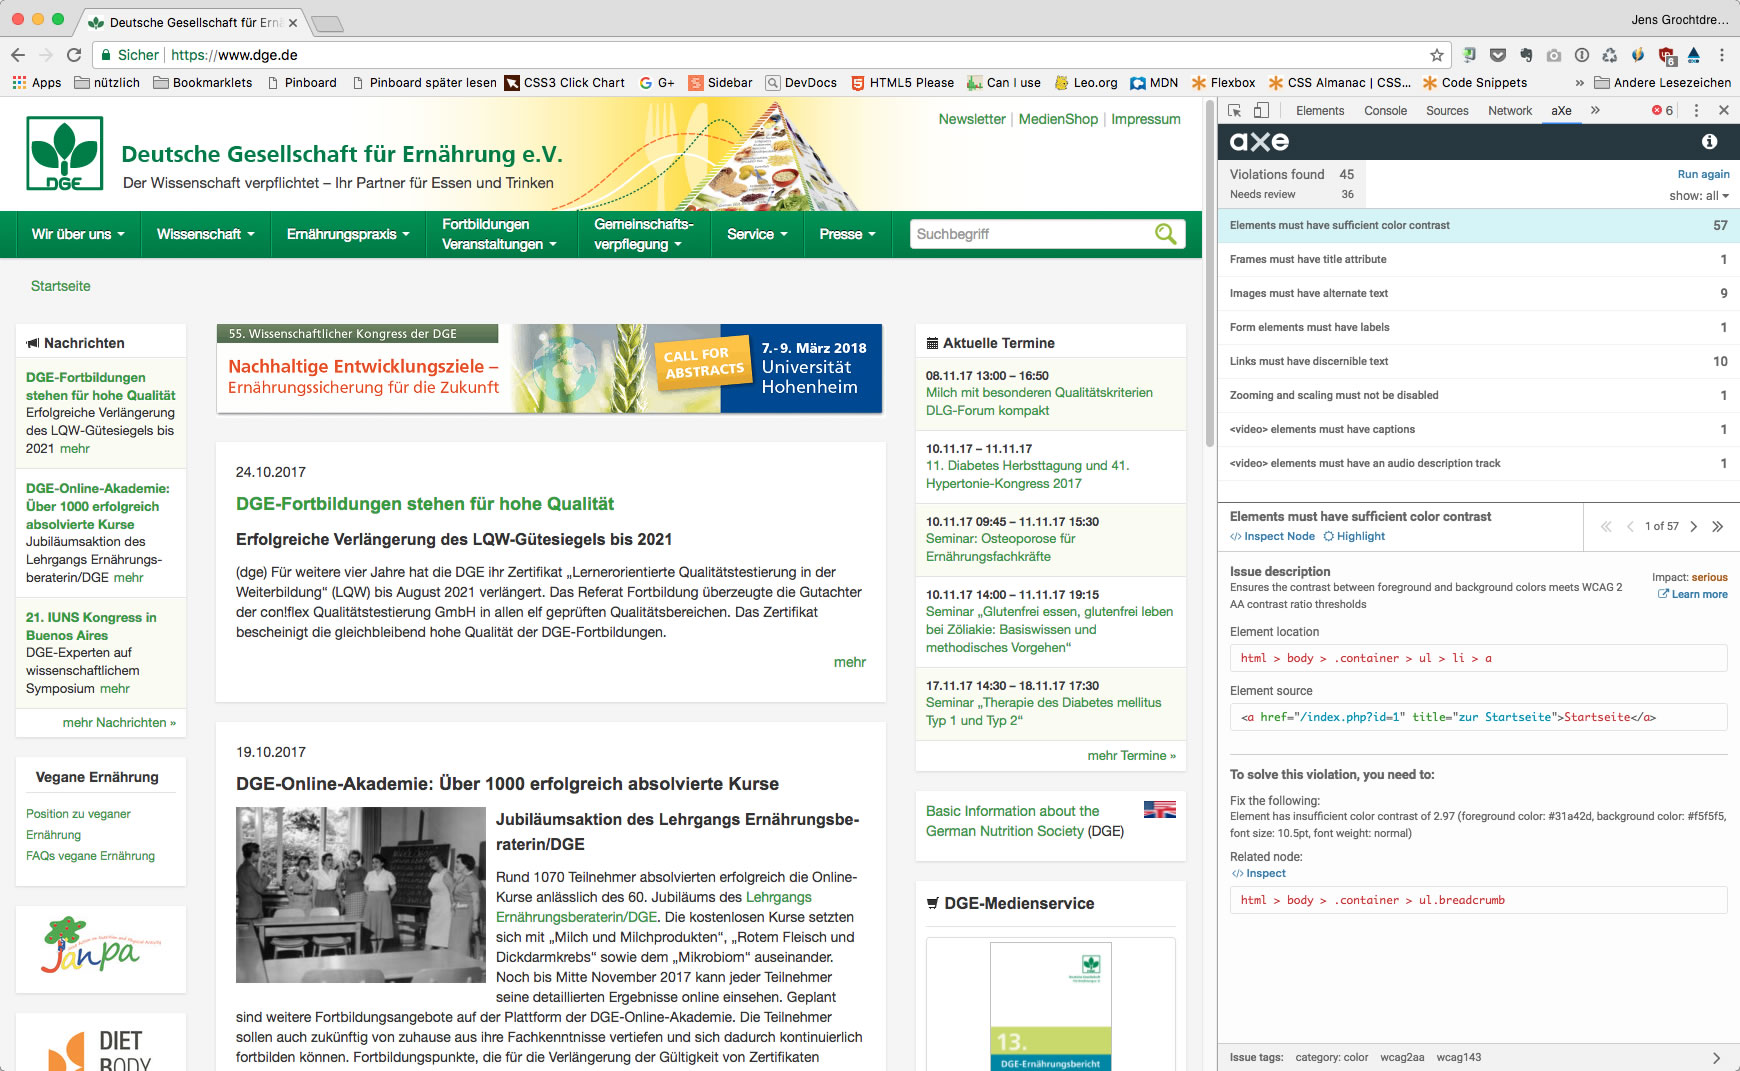 Deutsche Gesellschaft für Ern
Jens Grochtdre…
Sicher https://www.dge.de
6
Apps nützlich Bookmarklets Pinboard Pinboard später lesen CSS3 Click Chart G+ Sidebar DevDocs HTML5 Please Can I use Leo.org MDN Flexbox CSS Almanac | CSS… Code Snippets » Andere Lesezeichen
Newsletter | MedienShop | Impressum
DGE
Deutsche Gesellschaft für Ernährung e.V.
Der Wissenschaft verpflichtet – Ihr Partner für Essen und Trinken
Wir über uns
Wissenschaft
Ernährungspraxis
Fortbildungen
Veranstaltungen
Gemeinschafts-
verpflegung
Service
Presse
Suchbegriff
Startseite
Nachrichten
DGE-Fortbildungen
stehen für hohe Qualität
Erfolgreiche Verlängerung
des LQW-Gütesiegels bis
2021 mehr
DGE-Online-Akademie:
Über 1000 erfolgreich
absolvierte Kurse
Jubiläumsaktion des
Lehrgangs Ernährungs-
beraterin/DGE mehr
21. IUNS Kongress in
Buenos Aires
DGE-Experten auf
wissenschaftlichem
Symposium mehr
mehr Nachrichten »
Vegane Ernährung
Position zu veganer
Ernährung
FAQs vegane Ernährung
Janpa
DIET
BODY
55. Wissenschaftlicher Kongress der DGE
Nachhaltige Entwicklungsziele –
Ernährungssicherung für die Zukunft
CALL FOR
ABSTRACTS
7.-9. März 2018
Universität
Hohenheim
24.10.2017
DGE-Fortbildungen stehen für hohe Qualität
Erfolgreiche Verlängerung des LQW-Gütesiegels bis 2021
(dge) Für weitere vier Jahre hat die DGE ihr Zertifikat „Lernerorientierte Qualitätstestierung in der
Weiterbildung“ (LQW) bis August 2021 verlängert. Das Referat Fortbildung überzeugte die Gutachter
der con!flex Qualitätstestierung GmbH in allen elf geprüften Qualitätsbereichen. Das Zertifikat
bescheinigt die gleichbleibend hohe Qualität der DGE-Fortbildungen.
mehr
19.10.2017
DGE-Online-Akademie: Über 1000 erfolgreich absolvierte Kurse
Jubiläumsaktion des Lehrgangs Ernährungsbe-
raterin/DGE
Rund 1070 Teilnehmer absolvierten erfolgreich die Online-
Kurse anlässlich des 60. Jubiläums des Lehrgangs
Ernährungsberaterin/DGE. Die kostenlosen Kurse setzten
sich mit „Milch und Milchprodukten“, „Rotem Fleisch und
Dickdarmkrebs“ sowie dem „Mikrobiom“ auseinander.
Noch bis Mitte November 2017 kann jeder Teilnehmer
seine detaillierten Ergebnisse online einsehen. Geplant
sind weitere Fortbildungsangebote auf der Plattform der DGE-Online-Akademie. Die Teilnehmer
sollen auch zukünftig von zuhause aus ihre Fachkenntnisse vertiefen und sich dadurch kontinuierlich
fortbilden können. Fortbildungspunkte, die für die Verlängerung der Gültigkeit von Zertifikaten
Aktuelle Termine
08.11.17 13:00 – 16:50
Milch mit besonderen Qualitätskriterien
DLG-Forum kompakt
10.11.17 – 11.11.17
11. Diabetes Herbsttagung und 41.
Hypertonie-Kongress 2017
10.11.17 09:45 – 11.11.17 15:30
Seminar: Osteoporose für
Ernährungsfachkräfte
10.11.17 14:00 – 11.11.17 19:15
Seminar „Glutenfrei essen, glutenfrei leben
bei Zöliakie: Basiswissen und
methodisches Vorgehen“
17.11.17 14:30 – 18.11.17 17:30
Seminar „Therapie des Diabetes mellitus
Typ 1 und Typ 2“
mehr Termine »
Basic Information about the
German Nutrition Society (DGE)
DGE-Medienservice
13.
DGE-Ernährungsbericht
Elements Console Sources Network aXe » 6
axe
Violations found 45
Needs review 36
Run again
show: all
Elements must have sufficient color contrast 57
Frames must have title attribute 1
Images must have alternate text 9
Form elements must have labels 1
Links must have discernible text 10
Zooming and scaling must not be disabled 1
<video> elements must have captions 1
<video> elements must have an audio description track 1
Elements must have sufficient color contrast
</> Inspect Node Highlight
1 of 57
Issue description
Ensures the contrast between foreground and background colors meets WCAG 2
AA contrast ratio thresholds
Impact: serious
Learn more
Element location
html > body > .container > ul > li > a
Element source
<a href="/index.php?id=1" title="zur Startseite">Startseite</a>
To solve this violation, you need to:
Fix the following:
Element has insufficient color contrast of 2.97 (foreground color: #31a42d, background color: #f5f5f5,
font size: 10.5pt, font weight: normal)
Related node:
</> Inspect
html > body > .container > ul.breadcrumb
Issue tags: category: color wcag2aa wcag143